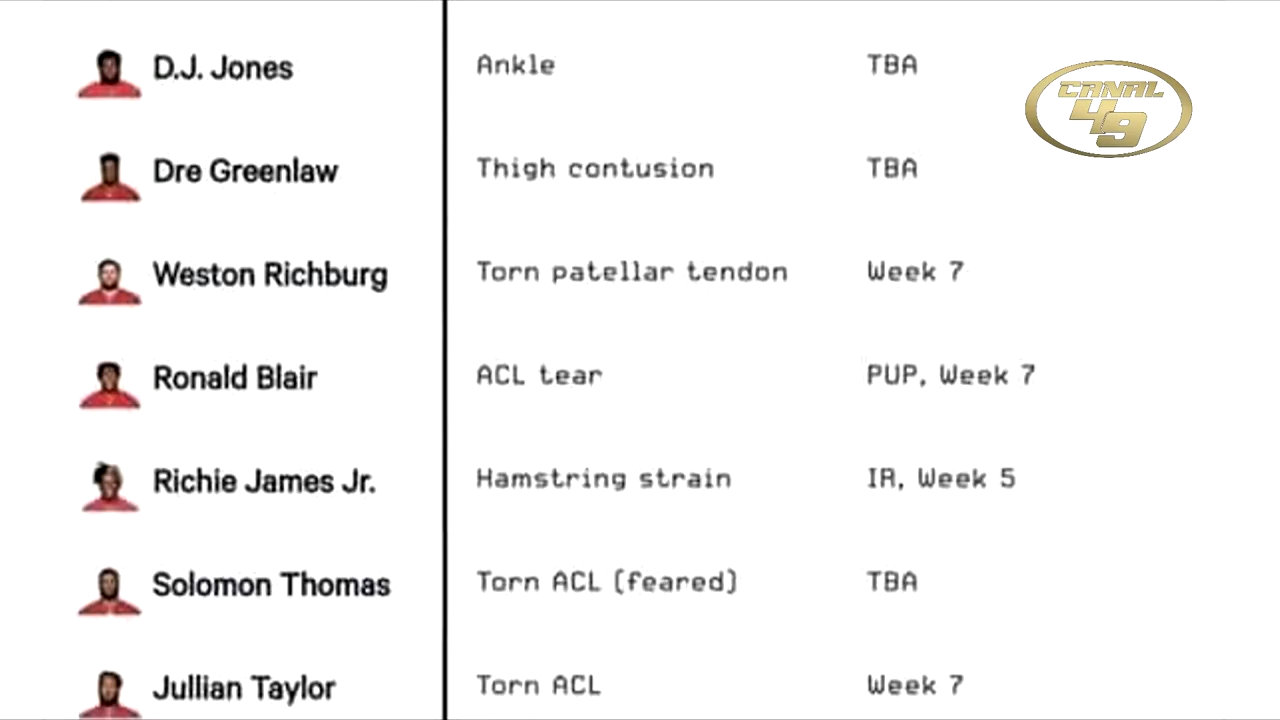 D.J. Jones Ankle TBA
CANAL
49
Dre Greenlaw Thigh contusion TBA
Weston Richburg Torn patellar tendon Week 7
Ronald Blair ACL tear PUP, Week 7
Richie James Jr. Hamstring strain IR, Week 5
Solomon Thomas Torn ACL (feared) TBA
Jullian Taylor Torn ACL Week 7